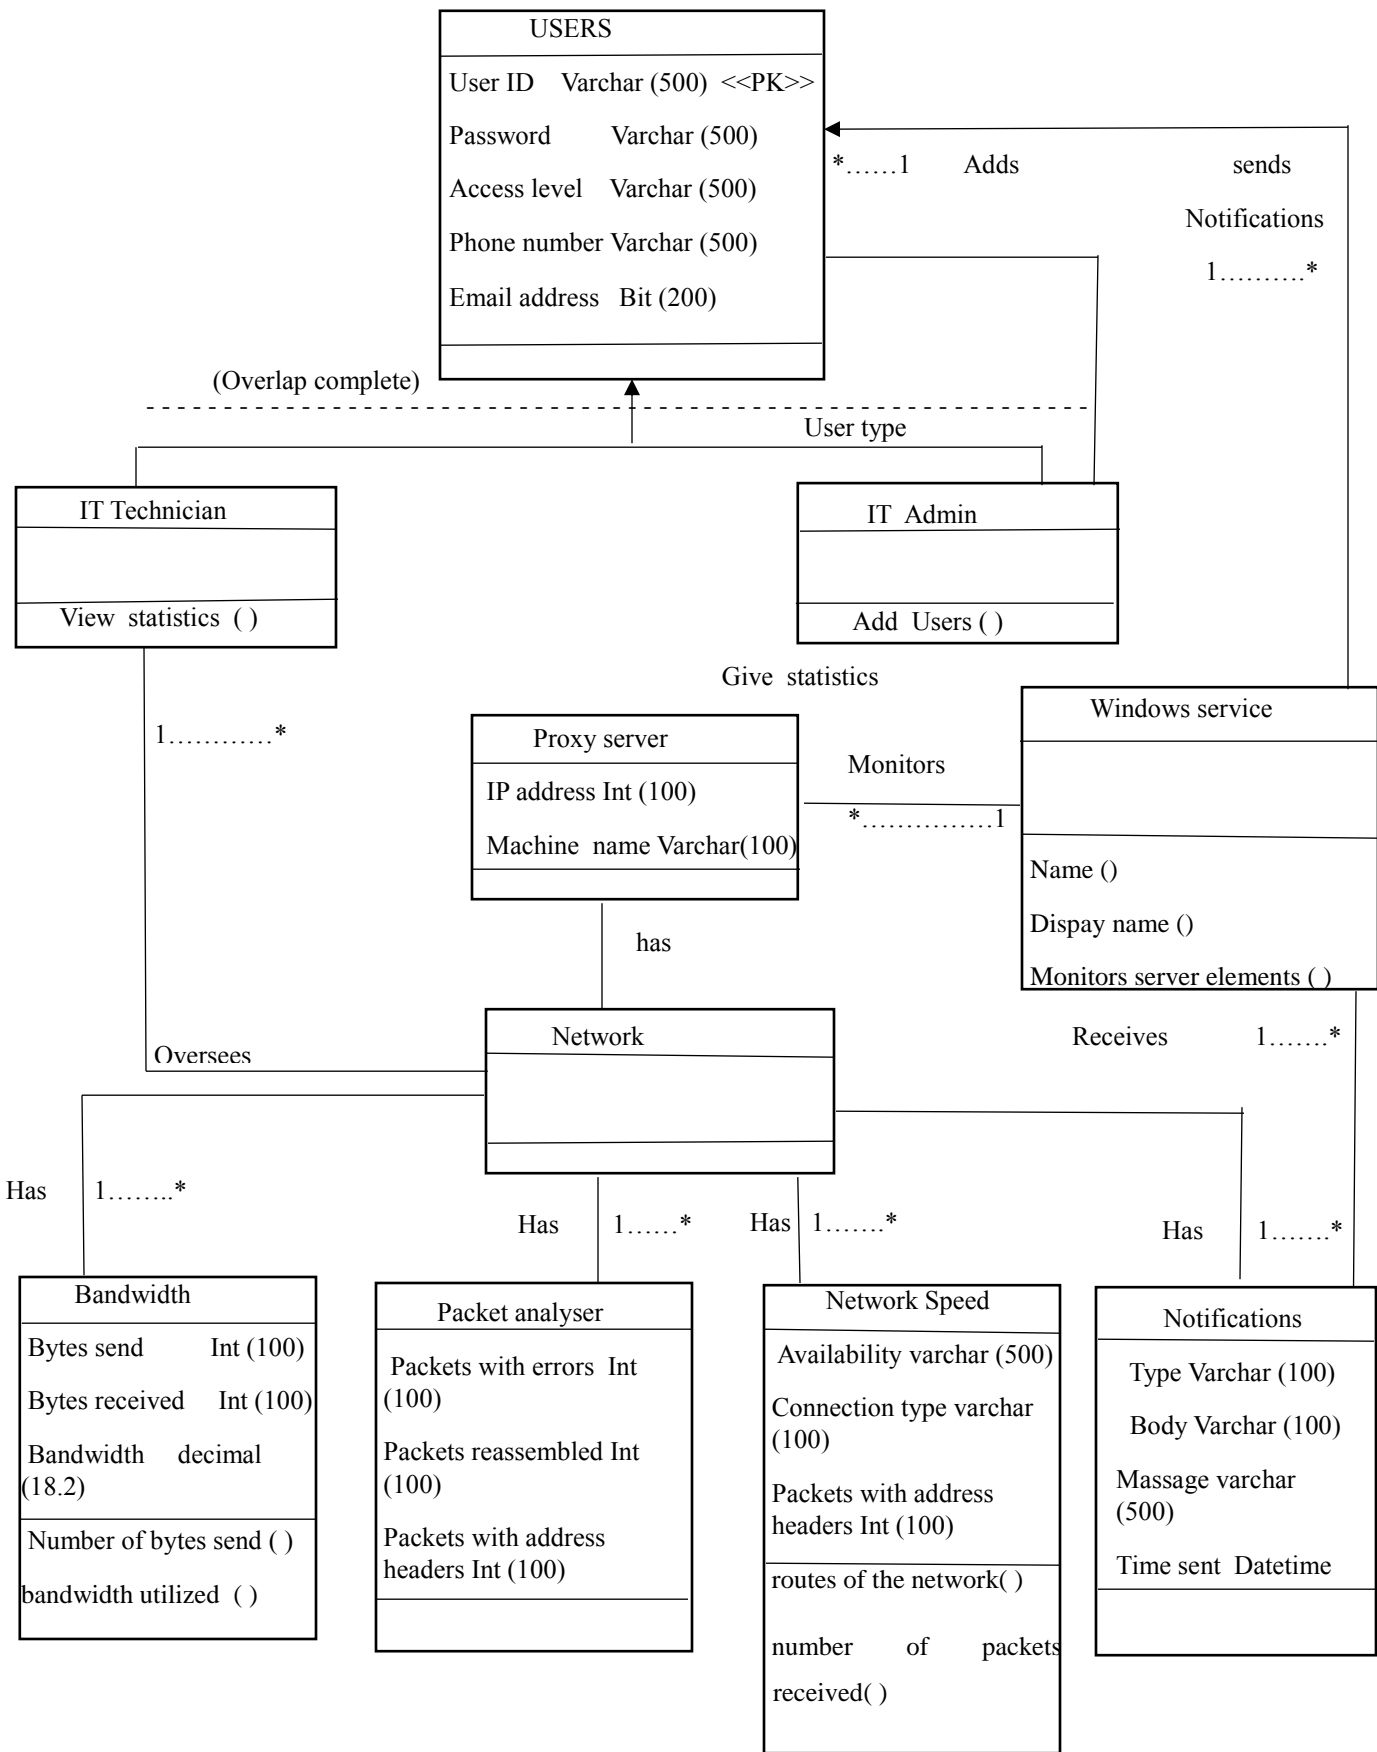 USERS
User ID Varchar (500) <<PK>>
Password Varchar (500)
Access level Varchar (500)
Phone number Varchar (500)
Email address Bit (200)
*……1 Adds
sends
Notifications
1……….*
(Overlap complete)
User type
IT Technician
View statistics ( )
IT Admin
Add Users ( )
Give statistics
1…………*
Proxy server
IP address Int (100)
Machine name Varchar(100)
Monitors
*……………1
Windows service
Name ()
Dispay name ()
Monitors server elements ( )
has
Oversees
Network
Receives 1…….*
Has 1……..*
Has 1……*
Has 1…….*
Has 1…….*
Bandwidth
Bytes send Int (100)
Bytes received Int (100)
Bandwidth decimal
(18.2)
Number of bytes send ( )
bandwidth utilized ( )
Packet analyser
Packets with errors Int
(100)
Packets reassembled Int
(100)
Packets with address
headers Int (100)
Network Speed
Availability varchar (500)
Connection type varchar
(100)
Packets with address
headers Int (100)
routes of the network( )
number of packets
received( )
Notifications
Type Varchar (100)
Body Varchar (100)
Massage varchar
(500)
Time sent Datetime